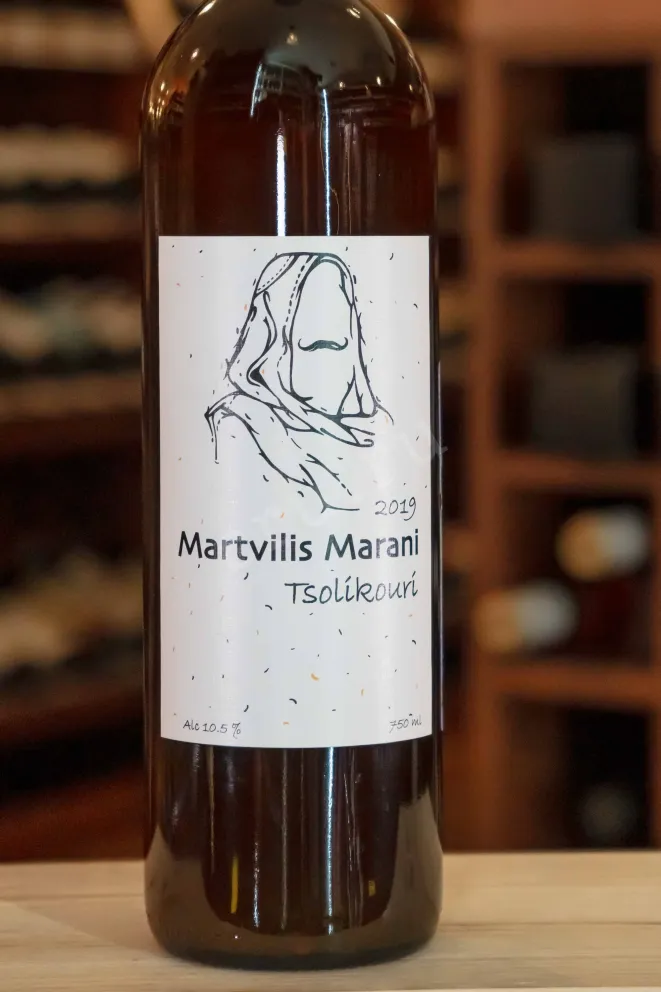 2019
Martvilis Marani
Tsolikouri
Alc 10.5 % 750 ml